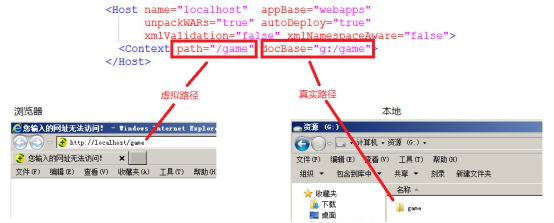 <Host name="localhost"  appBase="webapps"
unpackWARs="true" autoDeploy="true"
xmlValidation="false" xmlNamespaceAware="false">
<Context path="/game" docBase="g:/game">
</Host>
虚拟路径
真实路径
浏览器
您输入的网址无法访问! - Windows Internet Explorer
http://localhost/game
您输入的网址无法访问!
文件(F) 编辑(E) 查看(V) 收藏夹(A) 工具(T) 帮助(H)
本地
资源 (G:)
计算机 资源 (G:)
文件(F) 编辑(E) 查看(V) 工具(T) 帮助(H)
组织 包含到库中 共享 刻录 新建文件夹
收藏夹
下载
桌面
名称
game